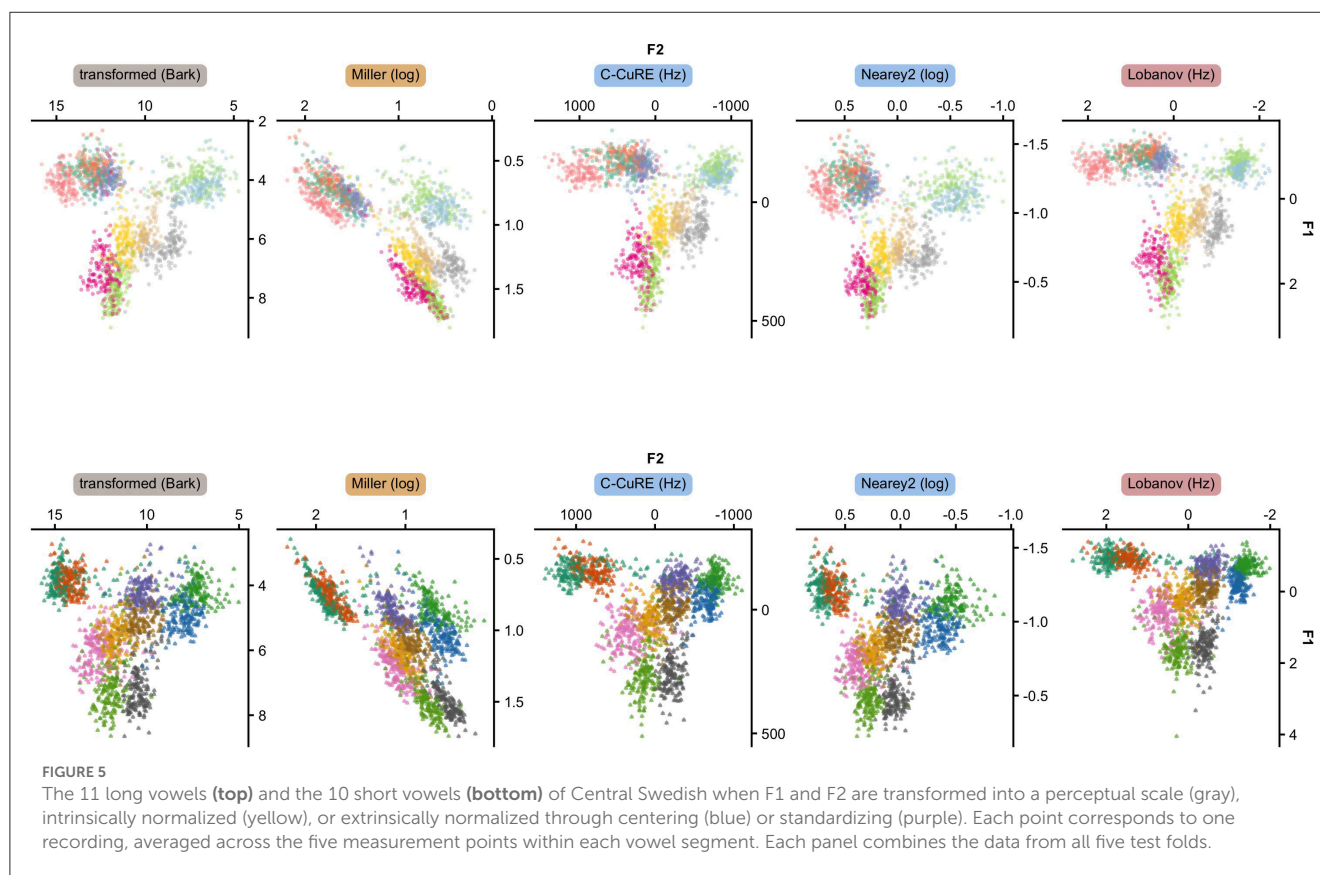 F2
transformed (Bark) Miller (log) C-CuRE (Hz) Nearey2 (log) Lobanov (Hz)
15 10 5 2 1 0 1000 0 -1000 0.5 0.0 -0.5 -1.0 2 0 -2
2 4 6 8
0.5 1.0 1.5
0 500
-1.5 -1.0 -0.5
0 2
F1
F2
transformed (Bark) Miller (log) C-CuRE (Hz) Nearey2 (log) Lobanov (Hz)
15 10 5 2 1 1000 0 -1000 0.5 0.0 -0.5 -1.0 2 0 -2
4 6 8
0.5 1.0 1.5
0 500
-1.5 -1.0 -0.5
0 2 4
F1
FIGURE 5
The 11 long vowels (top) and the 10 short vowels (bottom) of Central Swedish when F1 and F2 are transformed into a perceptual scale (gray),
intrinsically normalized (yellow), or extrinsically normalized through centering (blue) or standardizing (purple). Each point corresponds to one
recording, averaged across the five measurement points within each vowel segment. Each panel combines the data from all five test folds.